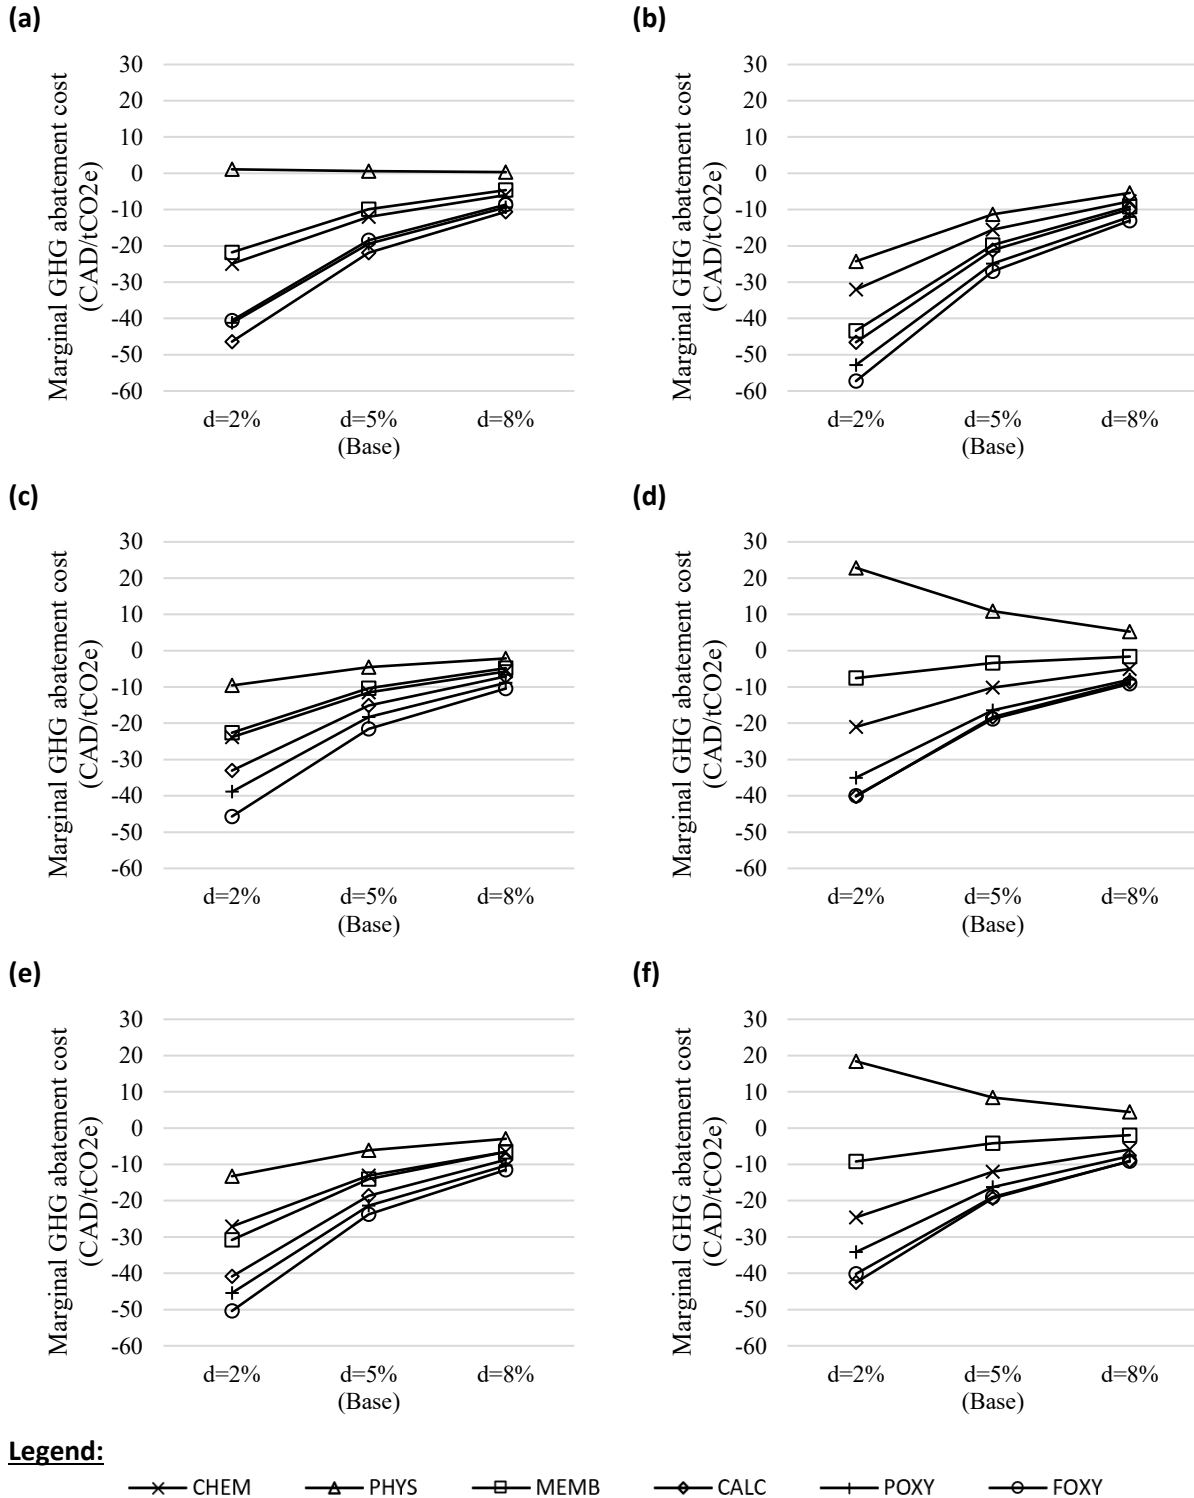 (a)
Marginal GHG abatement cost
(CAD/tCO2e)
30
20
10
0
-10
-20
-30
-40
-50
-60
d=2%
d=5%
(Base)
d=8%
(b)
Marginal GHG abatement cost
(CAD/tCO2e)
30
20
10
0
-10
-20
-30
-40
-50
-60
d=2%
d=5%
(Base)
d=8%
(c)
Marginal GHG abatement cost
(CAD/tCO2e)
30
20
10
0
-10
-20
-30
-40
-50
-60
d=2%
d=5%
(Base)
d=8%
(d)
Marginal GHG abatement cost
(CAD/tCO2e)
30
20
10
0
-10
-20
-30
-40
-50
-60
d=2%
d=5%
(Base)
d=8%
(e)
Marginal GHG abatement cost
(CAD/tCO2e)
30
20
10
0
-10
-20
-30
-40
-50
-60
d=2%
d=5%
(Base)
d=8%
(f)
Marginal GHG abatement cost
(CAD/tCO2e)
30
20
10
0
-10
-20
-30
-40
-50
-60
d=2%
d=5%
(Base)
d=8%
Legend:
CHEM PHYS MEMB CALC POXY FOXY